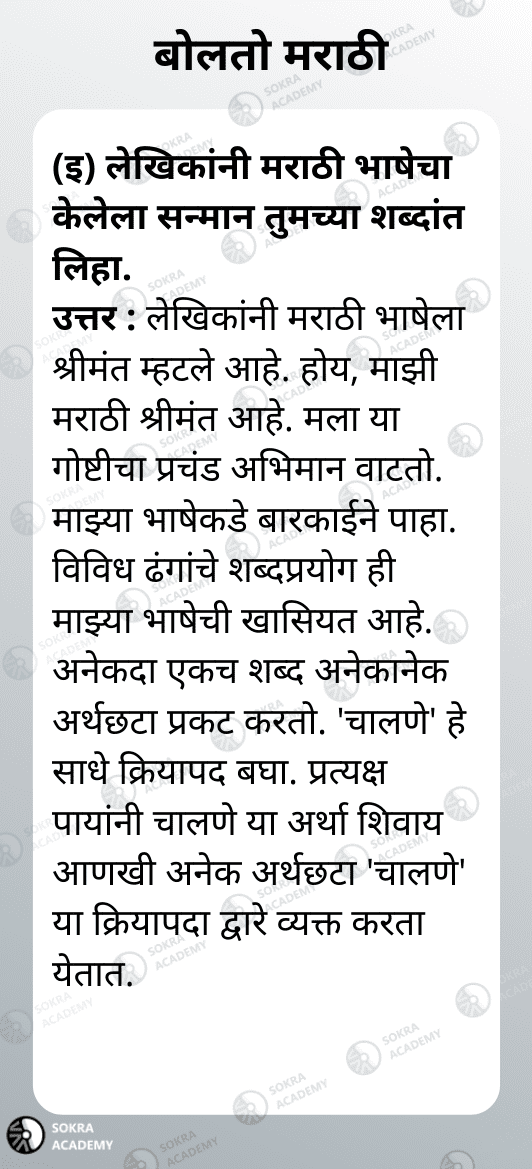 बोलतो मराठी
(इ) लेखिकांनी मराठी भाषेचा
केलेला सन्मान तुमच्या शब्दांत
लिहा.
उत्तर : लेखिकांनी मराठी भाषेला
श्रीमंत म्हटले आहे. होय, माझी
मराठी श्रीमंत आहे. मला या
गोष्टीचा प्रचंड अभिमान वाटतो.
माझ्या भाषेकडे बारकाईने पाहा.
विविध ढंगांचे शब्दप्रयोग ही
माझ्या भाषेची खासियत आहे.
अनेकदा एकच शब्द अनेकानेक
अर्थछटा प्रकट करतो. 'चालणे' हे
साधे क्रियापद बघा. प्रत्यक्ष
पायांनी चालणे या अर्था शिवाय
आणखी अनेक अर्थछटा 'चालणे'
या क्रियापदा द्वारे व्यक्त करता
येतात.
SOKRA
ACADEMY